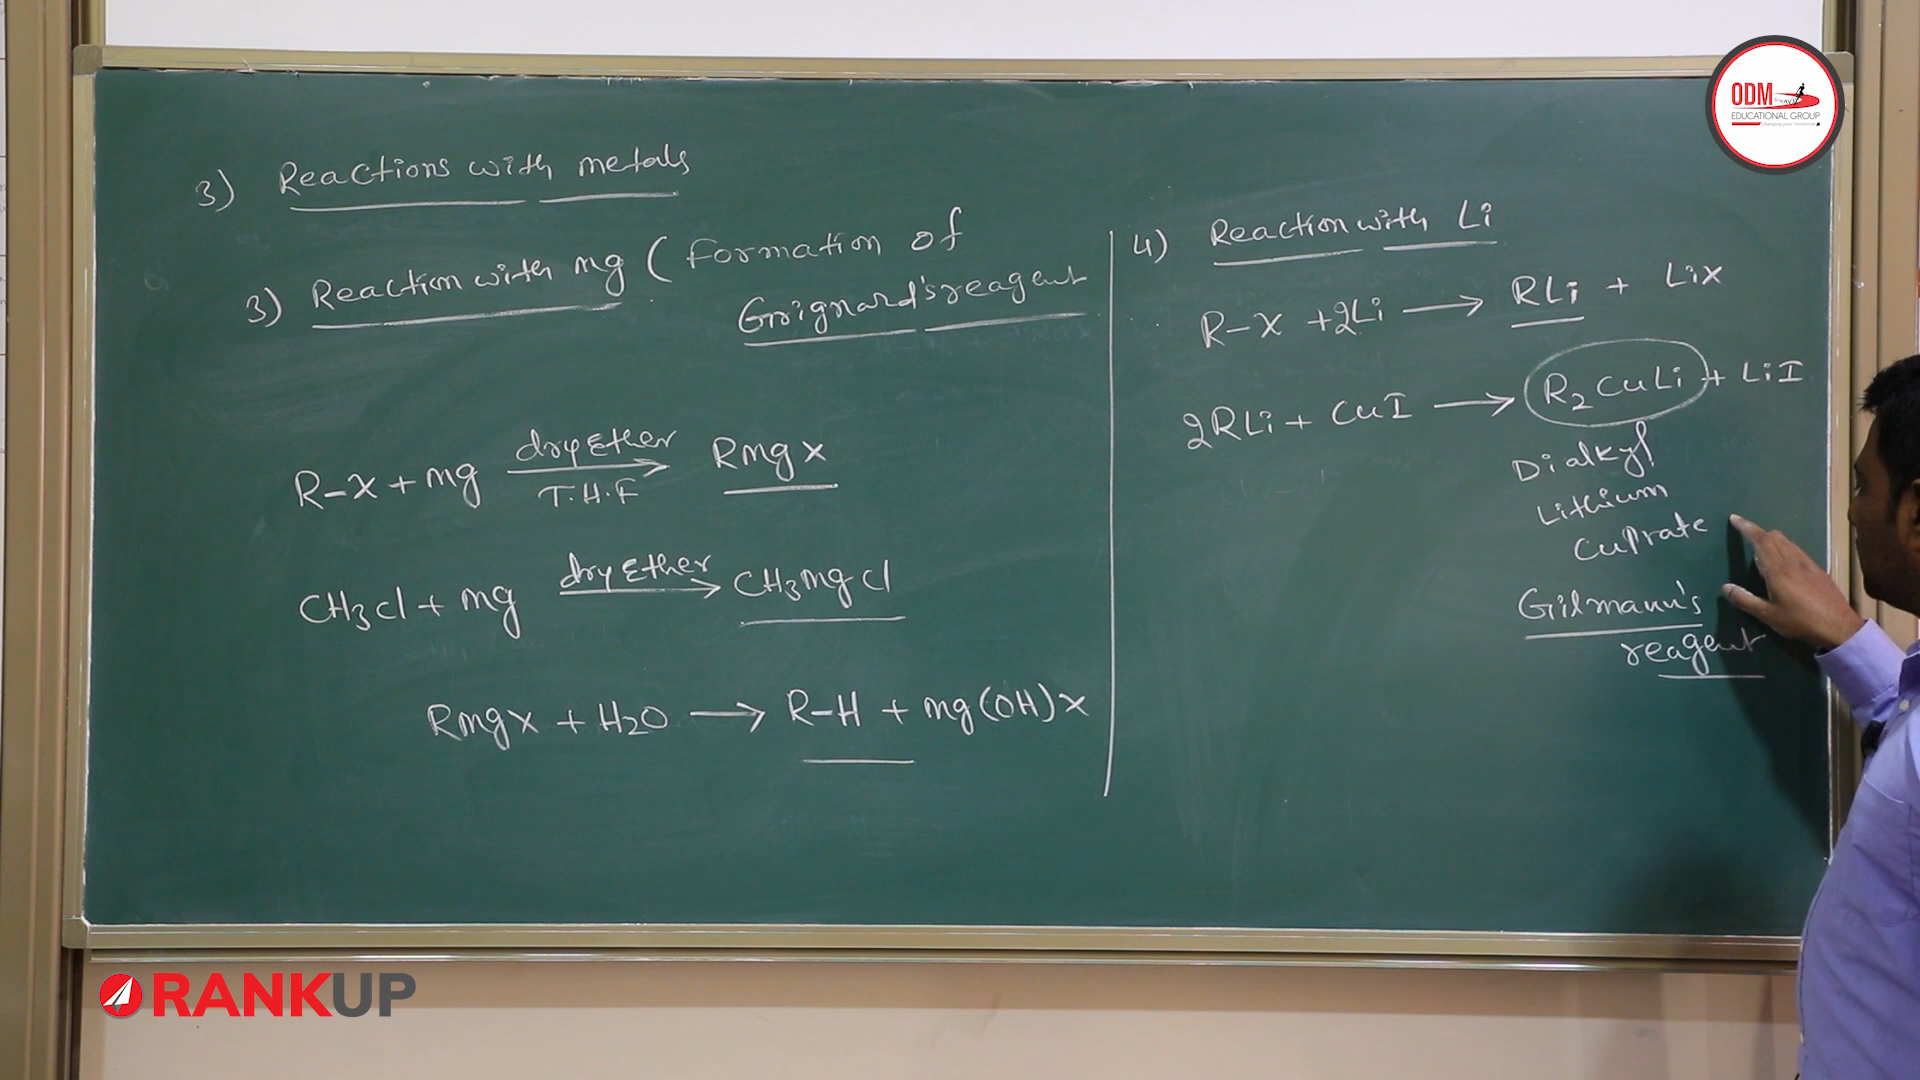 3) Reactions with metals
3) Reaction with mg (Formation of
Grignard's reagent
R-X + mg dry Ether T.H.F → Rmgx
CH3Cl + mg dry Ether → CH3mgCl
Rmgx + H2O → R-H + mg(OH)x
4) Reaction with Li
R-X + 2Li → RLi + Lix
2RLi + CuI → R2CuLi + LiI
Dialkyl
Lithium
Cuprate
Gilmann's
reagent
ODM
EDUCATIONAL GROUP
RANKUP